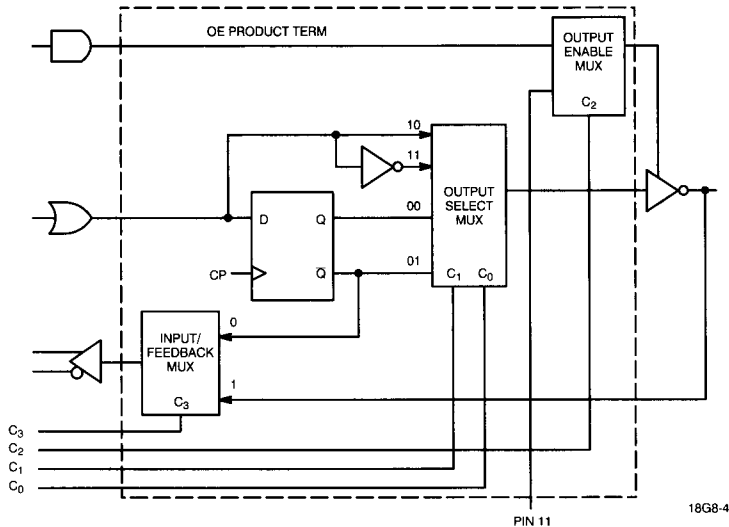 OE PRODUCT TERM
OUTPUT
ENABLE
MUX
C2
10
11
OUTPUT
SELECT
MUX
C1 C0
00
01
D Q
CP
Q̅
INPUT/
FEEDBACK
MUX
C3
0
1
C3
C2
C1
C0
PIN 11
18G8-4